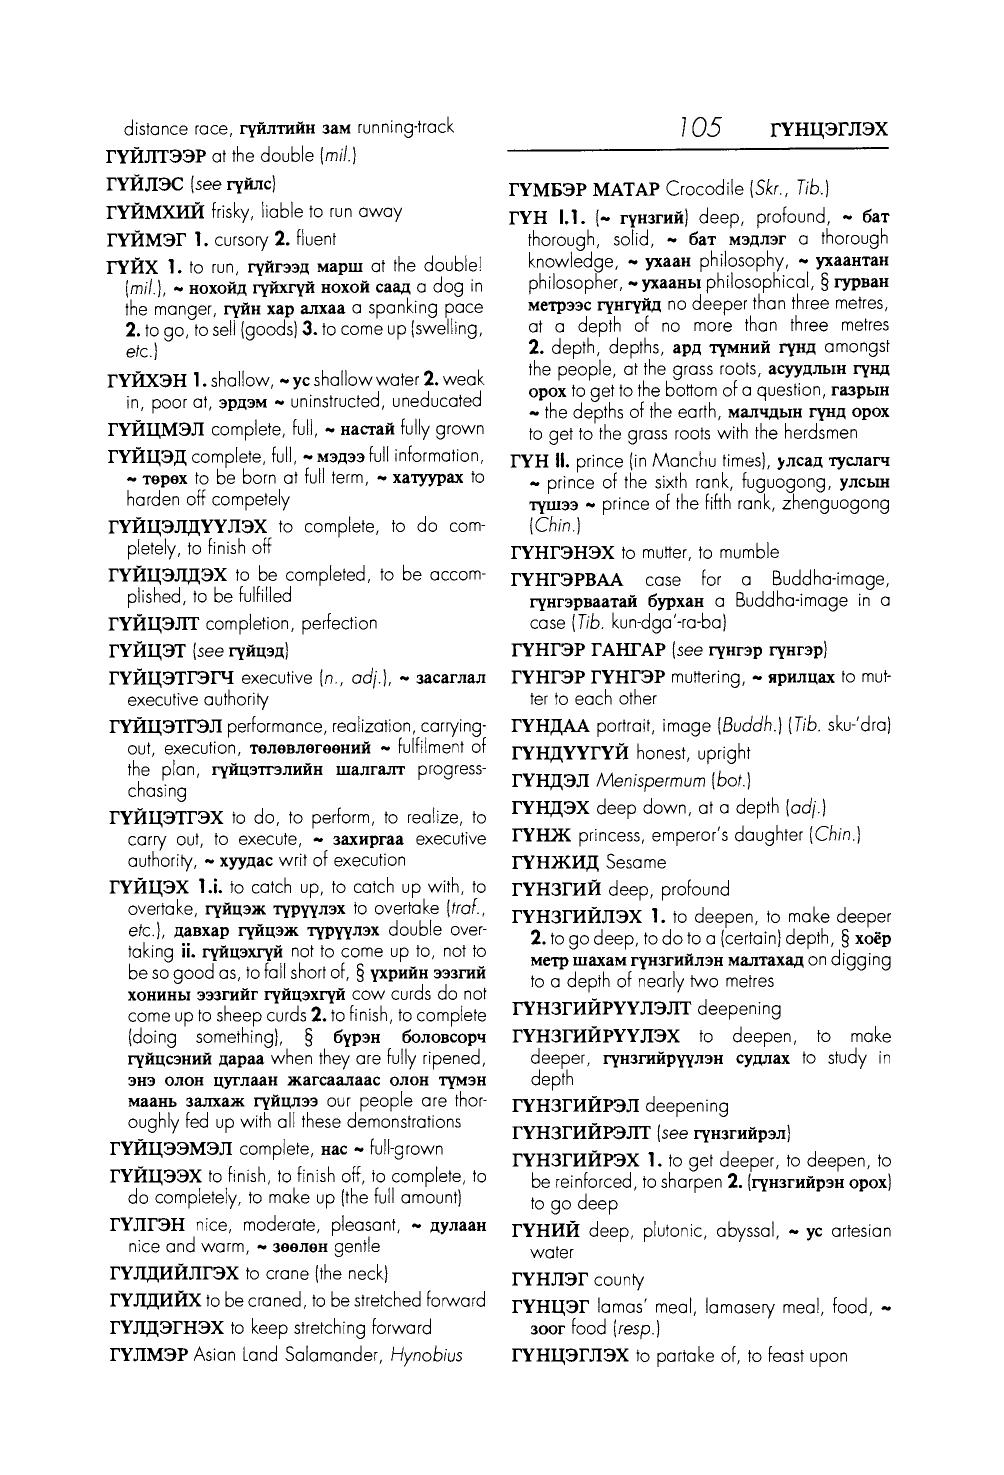 distance race, гүйлтийн зам running-track
ГҮЙЛТЭЭР at the double (mil.)
ГҮЙЛЭС (see гүйлс)
ГҮЙМХИЙ frisky, liable to run away
ГҮЙМЭГ 1. cursory 2. fluent
ГҮЙХ 1. to run, гүйгээд марш at the double!
(mil.), ~ нохойд гүйхгүй нохой саад a dog in
the manger, гүйн хар алхаа a spanking pace
2. to go, to sell (goods) 3. to come up (swelling,
etc.)
ГҮЙХЭН 1. shallow, ~ ус shallow water 2. weak
in, poor at, эрдэм ~ uninstructed, uneducated
ГҮЙЦМЭЛ complete, full, ~ настай fully grown
ГҮЙЦЭД complete, full, ~ мэдээ full information,
~ төрөх to be born at full term, ~ хатуурах to
harden off competely
ГҮЙЦЭЛДҮҮЛЭХ to complete, to do com-
pletely, to finish off
ГҮЙЦЭЛДЭХ to be completed, to be accom-
plished, to be fulfilled
ГҮЙЦЭЛТ completion, perfection
ГҮЙЦЭТ (see гүйцэд)
ГҮЙЦЭТГЭГЧ executive (n., adj.), ~ засаглал
executive authority
ГҮЙЦЭТГЭЛ performance, realization, carrying-
out, execution, төлөвлөгөөний ~ fulfilment of
the plan, гүйцэтгэлийн шалгалт progress-
chasing
ГҮЙЦЭТГЭХ to do, to perform, to realize, to
carry out, to execute, ~ захиргаа executive
authority, ~ хуудас writ of execution
ГҮЙЦЭХ 1.i. to catch up, to catch up with, to
overtake, гүйцэж түрүүлэх to overtake (traf.,
etc.), давхар гүйцэж түрүүлэх double over-
taking ii. гүйцэхгүй not to come up to, not to
be so good as, to fall short of, § үхрийн ээзгий
хонины ээзгийг гүйцэхгүй cow curds do not
come up to sheep curds 2. to finish, to complete
(doing something), § бүрэн боловсорч
гүйцсэний дараа when they are fully ripened,
энэ олон цуглаан жагсаалаас олон түмэн
маань залхаж гүйцлээ our people are thor-
oughly fed up with all these demonstrations
ГҮЙЦЭЭМЭЛ complete, нас ~ full-grown
ГҮЙЦЭЭХ to finish, to finish off, to complete, to
do completely, to make up (the full amount)
ГҮЛГЭН nice, moderate, pleasant, ~ дулаан
nice and warm, ~ зөөлөн gentle
ГҮЛДИЙЛГЭХ to crane (the neck)
ГҮЛДИЙХ to be craned, to be stretched forward
ГҮЛДЭГНЭХ to keep stretching forward
ГҮЛМЭР Asian Land Salamander, Hynobius
105 ГҮНЦЭГЛЭХ
ГҮМБЭР МАТАР Crocodile (Skr., Tib.)
ГҮН I.1. (~ гүнзгий) deep, profound, ~ бат
thorough, solid, ~ бат мэдлэг a thorough
knowledge, ~ ухаан philosophy, ~ ухаантан
philosopher, ~ ухааны philosophical, § гурван
метрээс гүнгүйд no deeper than three metres,
at a depth of no more than three metres
2. depth, depths, ард түмний гүнд amongst
the people, at the grass roots, асуудлын гүнд
орох to get to the bottom of a question, газрын
~ the depths of the earth, малчдын гүнд орох
to get to the grass roots with the herdsmen
ГҮН II. prince (in Manchu times), улсад туслагч
~ prince of the sixth rank, fuguogong, улсын
түшээ ~ prince of the fifth rank, zhenguogong
(Chin.)
ГҮНГЭНЭХ to mutter, to mumble
ГҮНГЭРВАА case for a Buddha-image,
гүнгэрваатай бурхан a Buddha-image in a
case (Tib. kun-dga'-ra-ba)
ГҮНГЭР ГАНГАР (see гүнгэр гүнгэр)
ГҮНГЭР ГҮНГЭР muttering, ~ ярилцах to mut-
ter to each other
ГҮНДАА portrait, image (Buddh.) (Tib. sku-'dra)
ГҮНДҮҮГҮЙ honest, upright
ГҮНДЭЛ Menispermum (bot.)
ГҮНДЭХ deep down, at a depth (adj.)
ГҮНЖ princess, emperor's daughter (Chin.)
ГҮНЖИД Sesame
ГҮНЗГИЙ deep, profound
ГҮНЗГИЙЛЭХ 1. to deepen, to make deeper
2. to go deep, to do to a (certain) depth, § хоёр
метр шахам гүнзгийлэн малтахад on digging
to a depth of nearly two metres
ГҮНЗГИЙРҮҮЛЭЛТ deepening
ГҮНЗГИЙРҮҮЛЭХ to deepen, to make
deeper, гүнзгийрүүлэн судлах to study in
depth
ГҮНЗГИЙРЭЛ deepening
ГҮНЗГИЙРЭЛТ (see гүнзгийрэл)
ГҮНЗГИЙРЭХ 1. to get deeper, to deepen, to
be reinforced, to sharpen 2. (гүнзгийрэн орох)
to go deep
ГҮНИЙ deep, plutonic, abyssal, ~ ус artesian
water
ГҮНЛЭГ county
ГҮНЦЭГ lamas' meal, lamasery meal, food, ~
зоог food (resp.)
ГҮНЦЭГЛЭХ to partake of, to feast upon